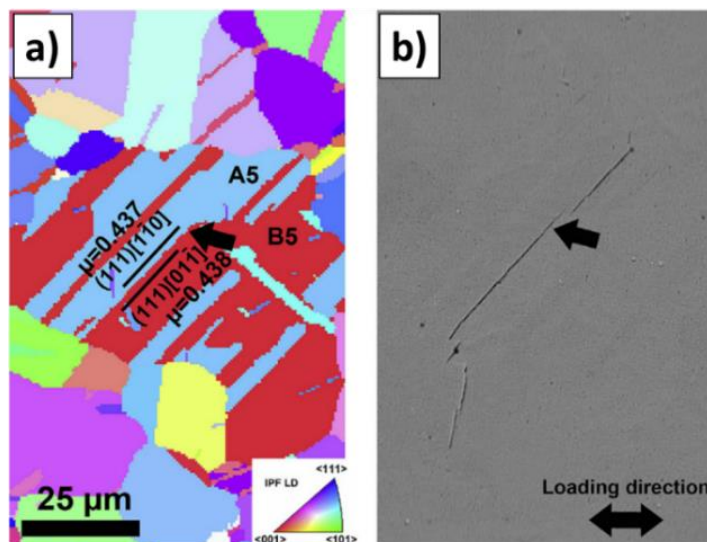 a)
b)
A5
B5
μ=0.437
(111)[110]
(111)[011]
μ=0.438
IPF LD
<111>
<001>
<101>
25 μm
Loading direction